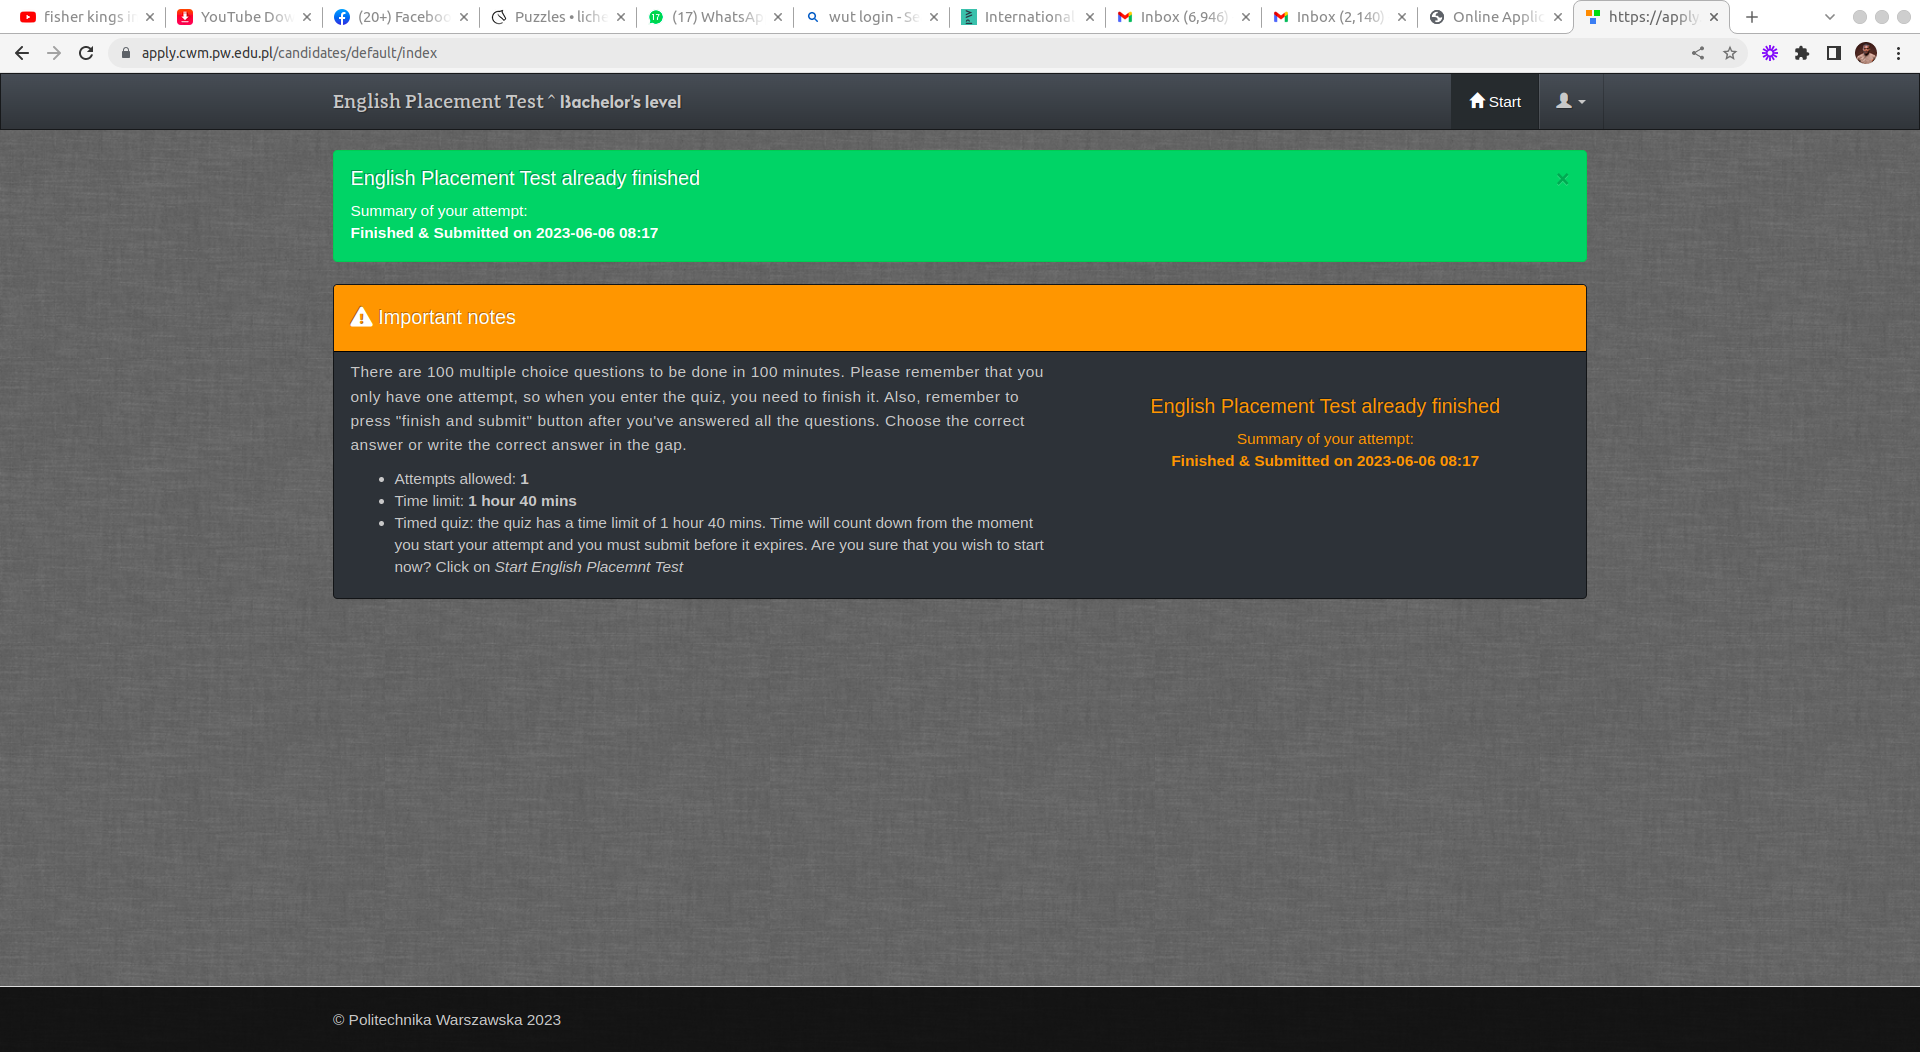 fisher kings i
YouTube Dow
(20+) Faceboo
Puzzles • liche
(17) WhatsAp
wut login - Se
International
Inbox (6,946)
Inbox (2,140)
Online Applic
https://apply
apply.cwm.pw.edu.pl/candidates/default/index
English Placement Test ^ Bachelor's level
Start
English Placement Test already finished
×
Summary of your attempt:
Finished & Submitted on 2023-06-06 08:17
Important notes
There are 100 multiple choice questions to be done in 100 minutes. Please remember that you
only have one attempt, so when you enter the quiz, you need to finish it. Also, remember to
press "finish and submit" button after you've answered all the questions. Choose the correct
answer or write the correct answer in the gap.
• Attempts allowed: 1
• Time limit: 1 hour 40 mins
• Timed quiz: the quiz has a time limit of 1 hour 40 mins. Time will count down from the moment
you start your attempt and you must submit before it expires. Are you sure that you wish to start
now? Click on Start English Placemnt Test
English Placement Test already finished
Summary of your attempt:
Finished & Submitted on 2023-06-06 08:17
© Politechnika Warszawska 2023